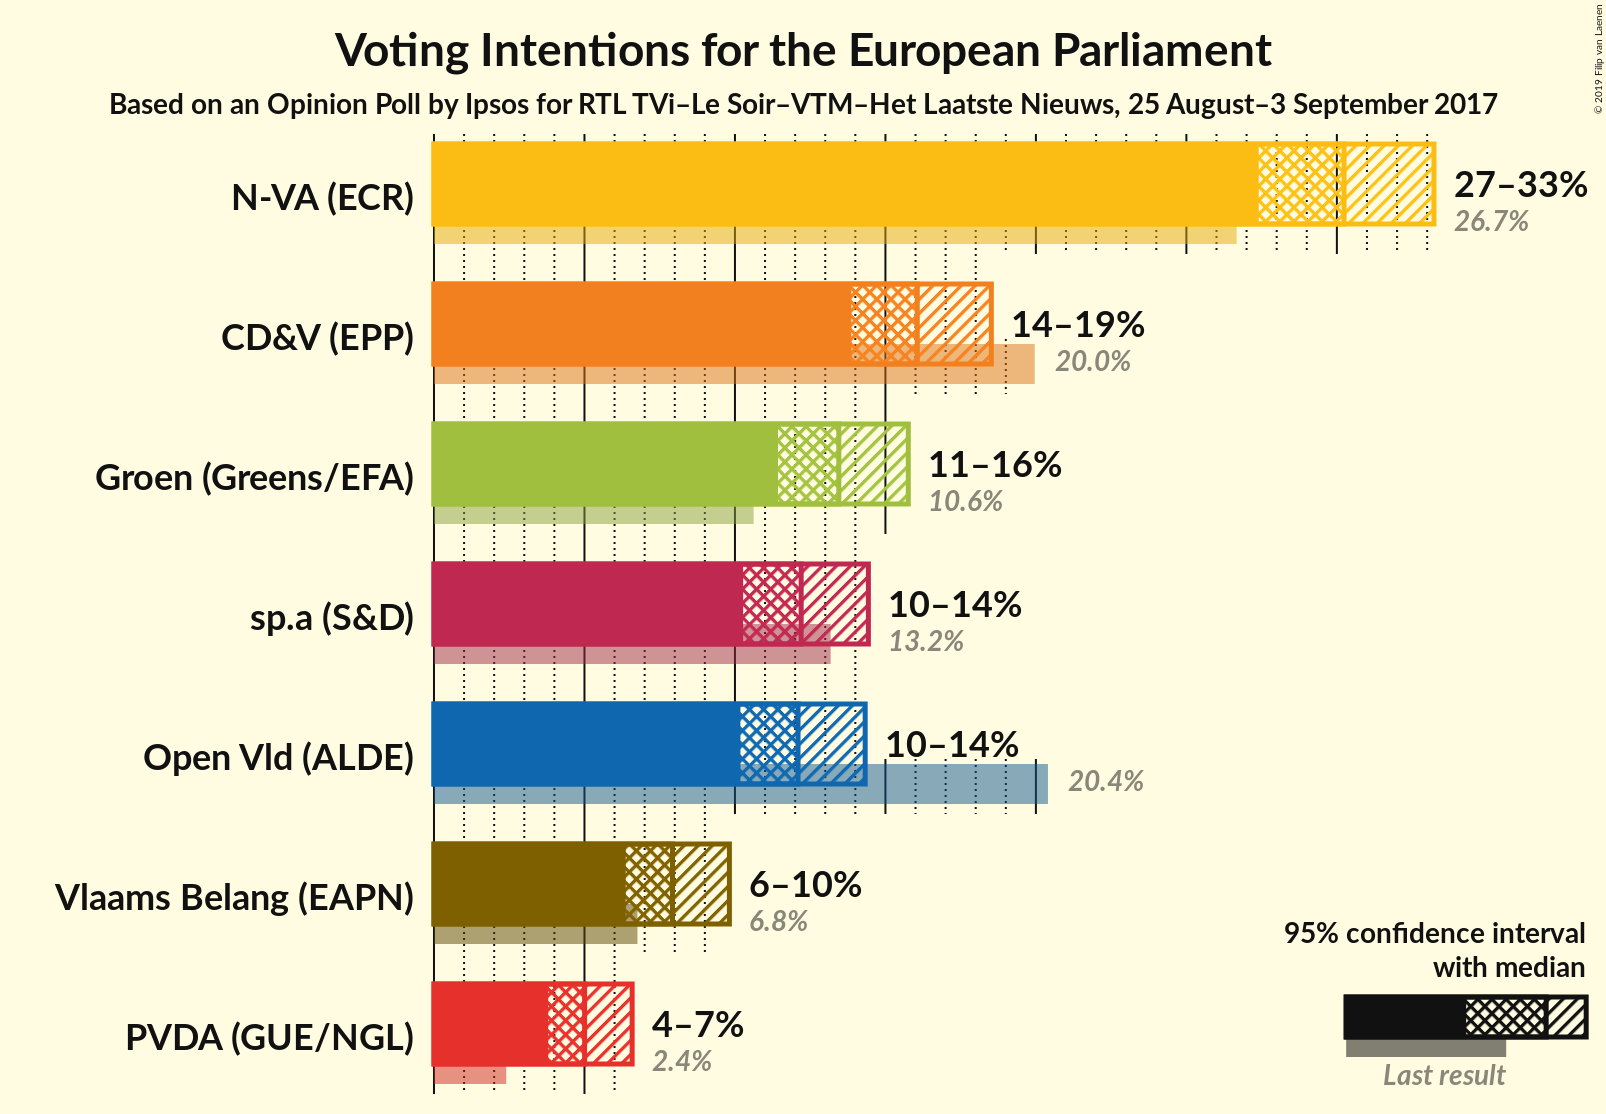 Voting Intentions for the European Parliament
Based on an Opinion Poll by Ipsos for RTL TVi–Le Soir–VTM–Het Laatste Nieuws, 25 August–3 September 2017
© 2019 Filip van Laenen
N-VA (ECR)
27–33%
26.7%
CD&V (EPP)
14–19%
20.0%
Groen (Greens/EFA)
11–16%
10.6%
sp.a (S&D)
10–14%
13.2%
Open Vld (ALDE)
10–14%
20.4%
Vlaams Belang (EAPN)
6–10%
6.8%
PVDA (GUE/NGL)
4–7%
2.4%
95% confidence interval
with median
Last result